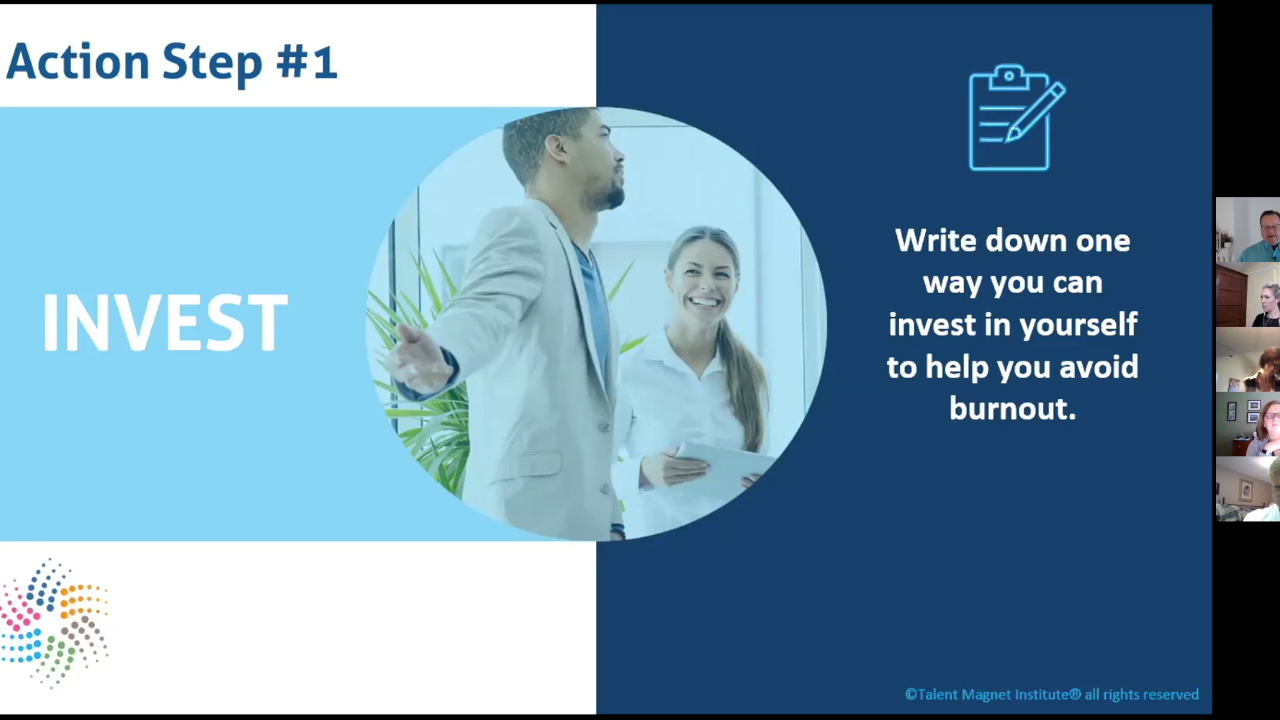 Action Step #1
INVEST
Write down one
way you can
invest in yourself
to help you avoid
burnout.
©Talent Magnet Institute® all rights reserved